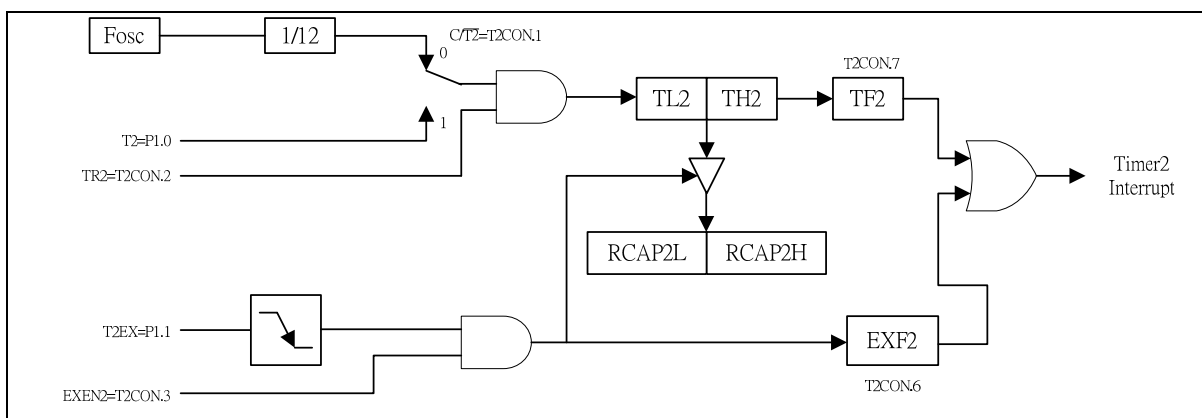 Fosc
1/12
C/T2=T2CON.1
0
1
T2=P1.0
TR2=T2CON.2
TL2
TH2
T2CON.7
TF2
Timer2
Interrupt
RCAP2L
RCAP2H
T2EX=P1.1
EXEN2=T2CON.3
EXF2
T2CON.6